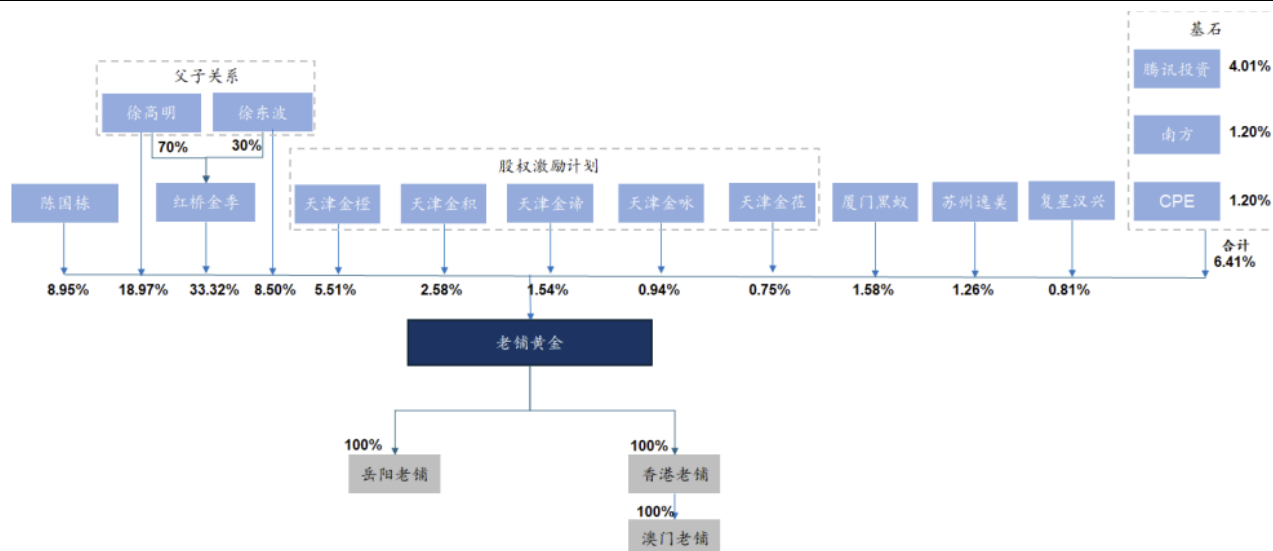 基石
腾讯投资 4.01%
父子关系
徐高明 徐东波
南方 1.20%
70% 30%
股权激励计划
陈国栋 红桥金季 天津金橙 天津金积 天津金谛 天津金咏 天津金莅 厦门黑蚁 苏州逸美 复星汉兴 CPE 1.20%
合计
6.41%
8.95% 18.97% 33.32% 8.50% 5.51% 2.58% 1.54% 0.94% 0.75% 1.58% 1.26% 0.81%
老铺黄金
100% 100%
岳阳老铺 香港老铺
100%
澳门老铺